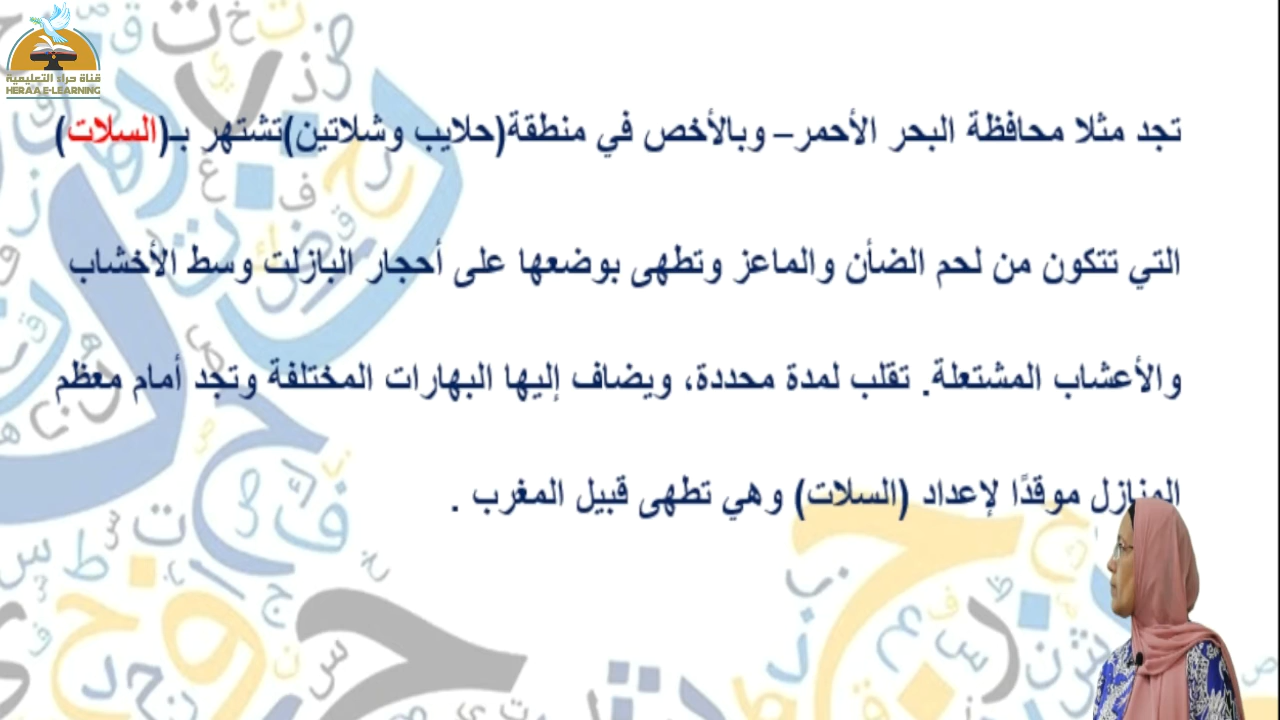 قناة حراء التعليمية
HERAA E-LEARNING
تجد مثلا محافظة البحر الأحمر– وبالأخص في منطقة(حلايب وشلاتين)تشتهر بـ(السلات)
التي تتكون من لحم الضأن والماعز وتطهى بوضعها على أحجار البازلت وسط الأخشاب
والأعشاب المشتعلة. تقلب لمدة محددة، ويضاف إليها البهارات المختلفة وتجد أمام معظم
المنازل موقدًا لإعداد (السلات) وهي تطهى قبيل المغرب .